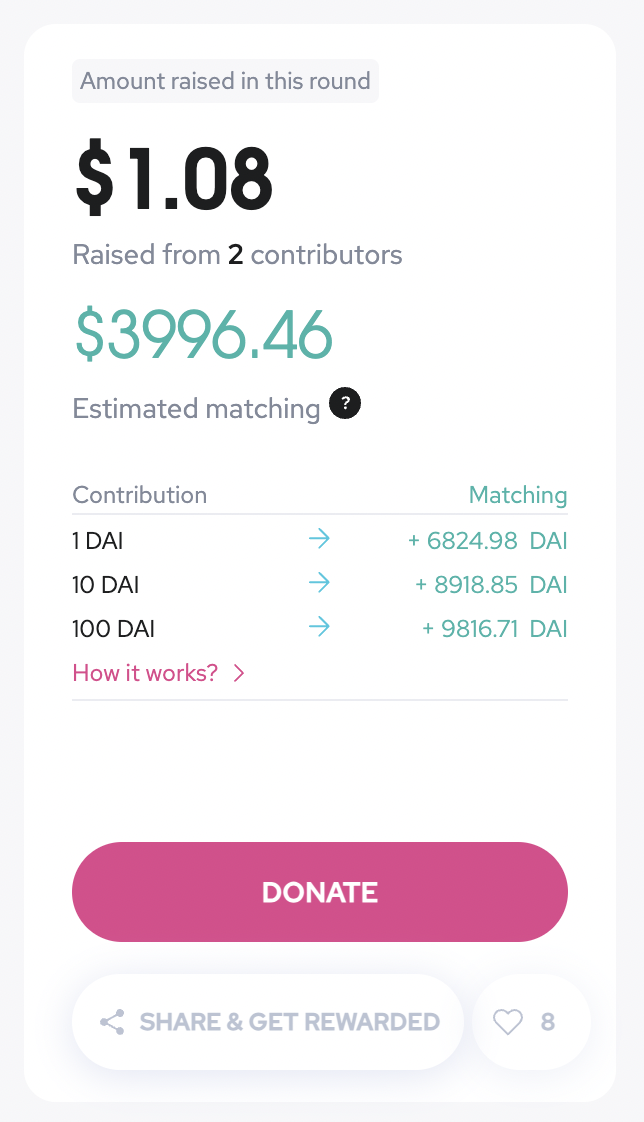 Amount raised in this round
$1.08
Raised from 2 contributors
$3996.46
Estimated matching ?
Contribution Matching
1 DAI → + 6824.98 DAI
10 DAI → + 8918.85 DAI
100 DAI → + 9816.71 DAI
How it works? >
DONATE
SHARE & GET REWARDED 8